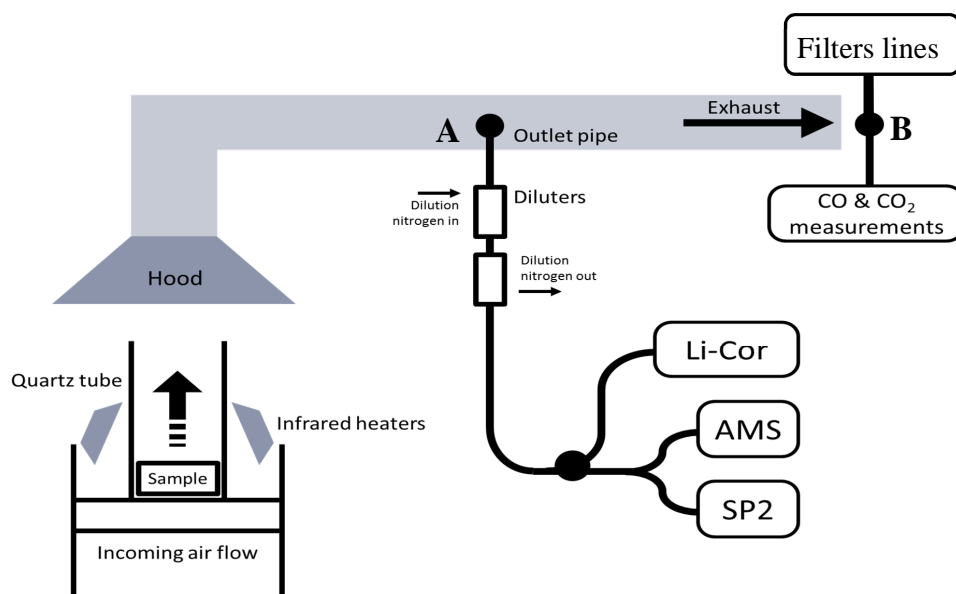 Filters lines
Exhaust
A
Outlet pipe
B
Dilution
nitrogen in
Diluters
CO & CO₂
measurements
Hood
Dilution
nitrogen out
Li-Cor
Quartz tube
Infrared heaters
AMS
Sample
SP2
Incoming air flow